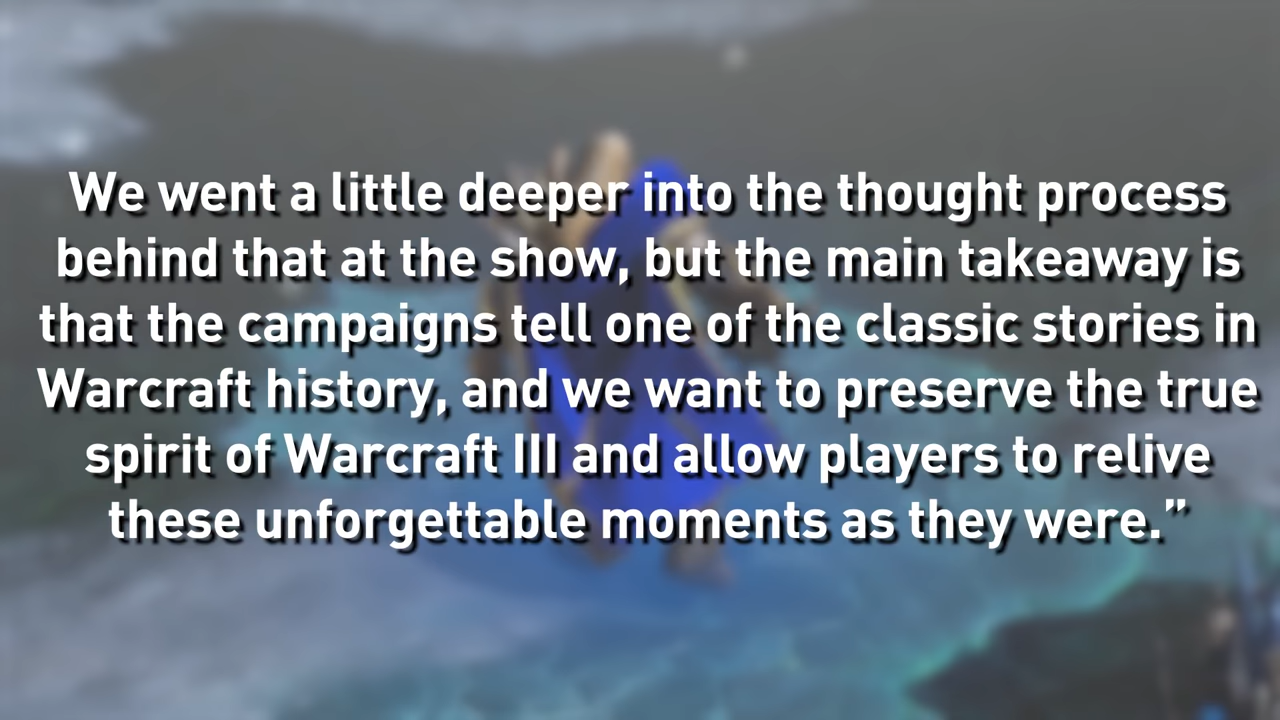 We went a little deeper into the thought process
behind that at the show, but the main takeaway is
that the campaigns tell one of the classic stories in
Warcraft history, and we want to preserve the true
spirit of Warcraft III and allow players to relive
these unforgettable moments as they were.”